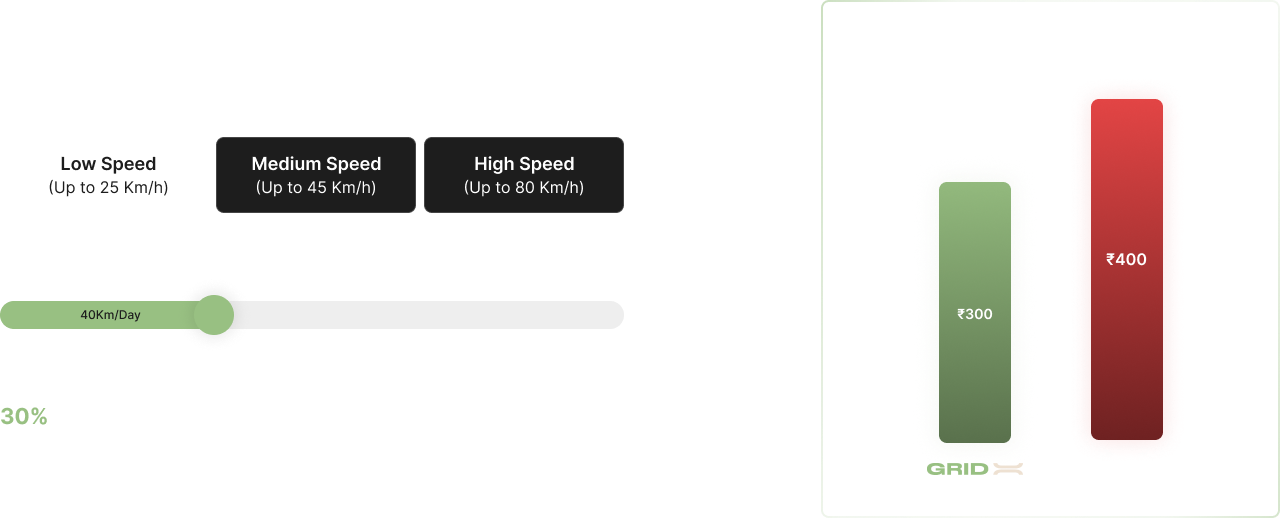 Low Speed
(Up to 25 Km/h)
Medium Speed
(Up to 45 Km/h)
High Speed
(Up to 80 Km/h)
40Km/Day
30%
₹400
₹300
GRID